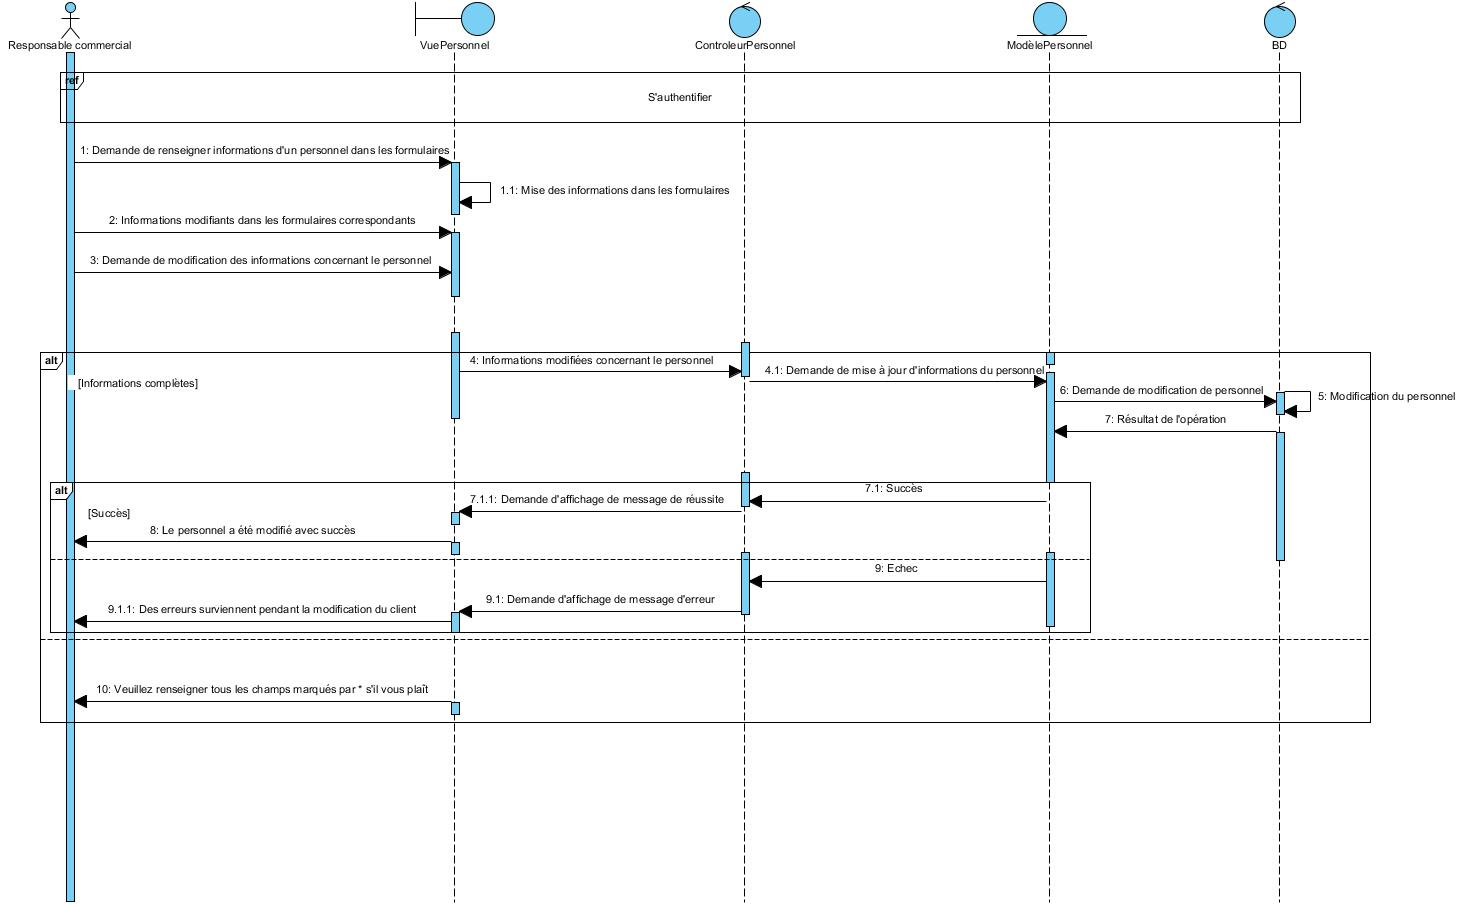 Responsable commercial
VuePersonnel
ControleurPersonnel
ModèlePersonnel
BD
ref
S'authentifier
1: Demande de renseigner informations d'un personnel dans les formulaires
1.1: Mise des informations dans les formulaires
2: Informations modifiants dans les formulaires correspondants
3: Demande de modification des informations concernant le personnel
alt
4: Informations modifiées concernant le personnel
4.1: Demande de mise à jour d'informations du personnel
[Informations complètes]
6: Demande de modification de personnel
5: Modification du personnel
7: Résultat de l'opération
alt
7.1: Succès
7.1.1: Demande d'affichage de message de réussite
[Succès]
8: Le personnel a été modifié avec succès
9: Echec
9.1: Demande d'affichage de message d'erreur
9.1.1: Des erreurs surviennent pendant la modification du client
10: Veuillez renseigner tous les champs marqués par * s'il vous plaît